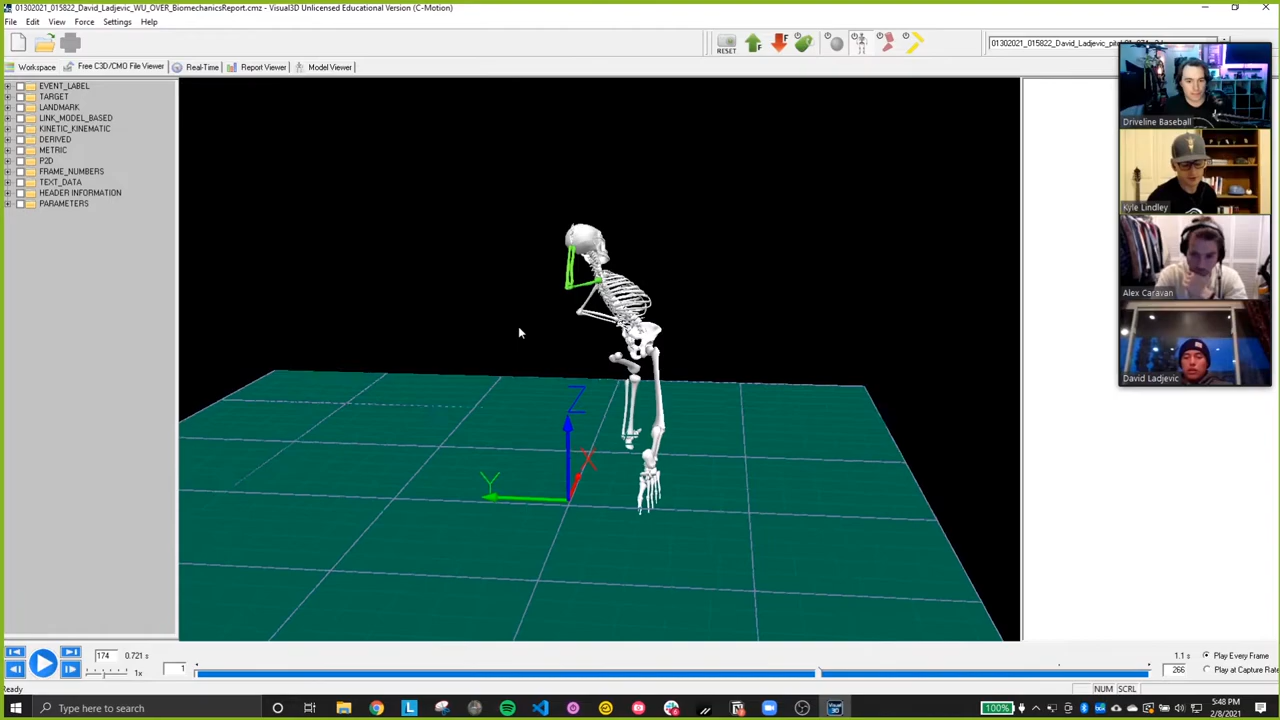 01302021_015822_David_Ladjevic_WU_OVER_BiomechanicsReport.cmz - Visual3D Unlicensed Educational Version (C-Motion)
File Edit View Force Settings Help
RESET
Workspace Free C3D/CMO File Viewer Real-Time Report Viewer Model Viewer
EVENT_LABEL
TARGET
LANDMARK
LINK_MODEL_BASED
KINETIC_KINEMATIC
DERIVED
METRIC
P2D
FRAME_NUMBERS
TEXT_DATA
HEADER INFORMATION
PARAMETERS
Driveline Baseball
Kyle Lindley
Alex Caravan
David Ladjevic
Z
X
Y
174 0.721 s
1x
1
1.1 s
266
Play Every Frame
Play at Capture Rate
Ready
NUM SCRL
Type here to search
100%
5:48 PM
2/8/2021